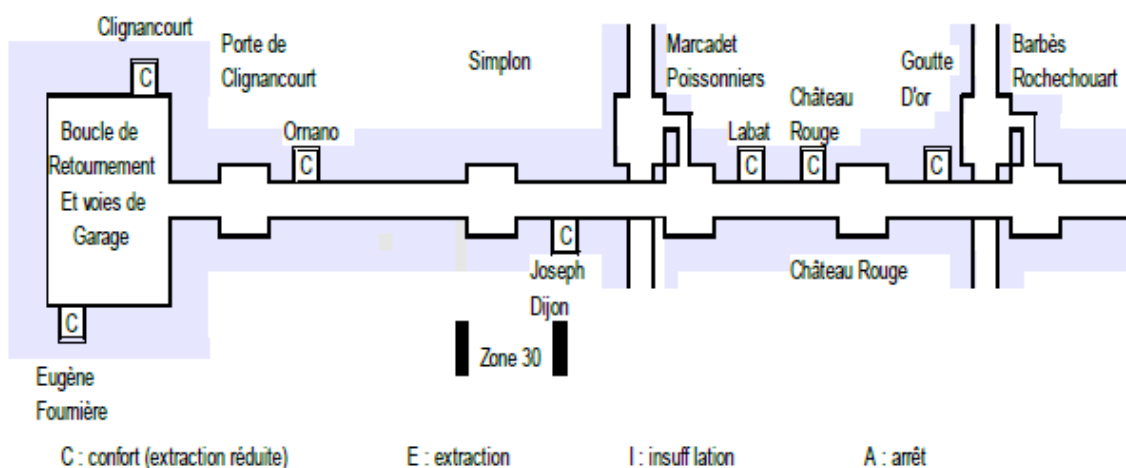 Clignancourt
Porte de
Clignancourt
Simplon
Marcadet
Poissonniers
Goutte
D'or
Barbès
Rochechouart
C
Boucle de
Retournement
Et voies de
Garage
Ornano
C
Labat
C
Château
Rouge
C
C
C
Joseph
Dijon
Château Rouge
Zone 30
C
Eugène
Fournière
C : confort (extraction réduite)
E : extraction
I : insuff lation
A : arrêt